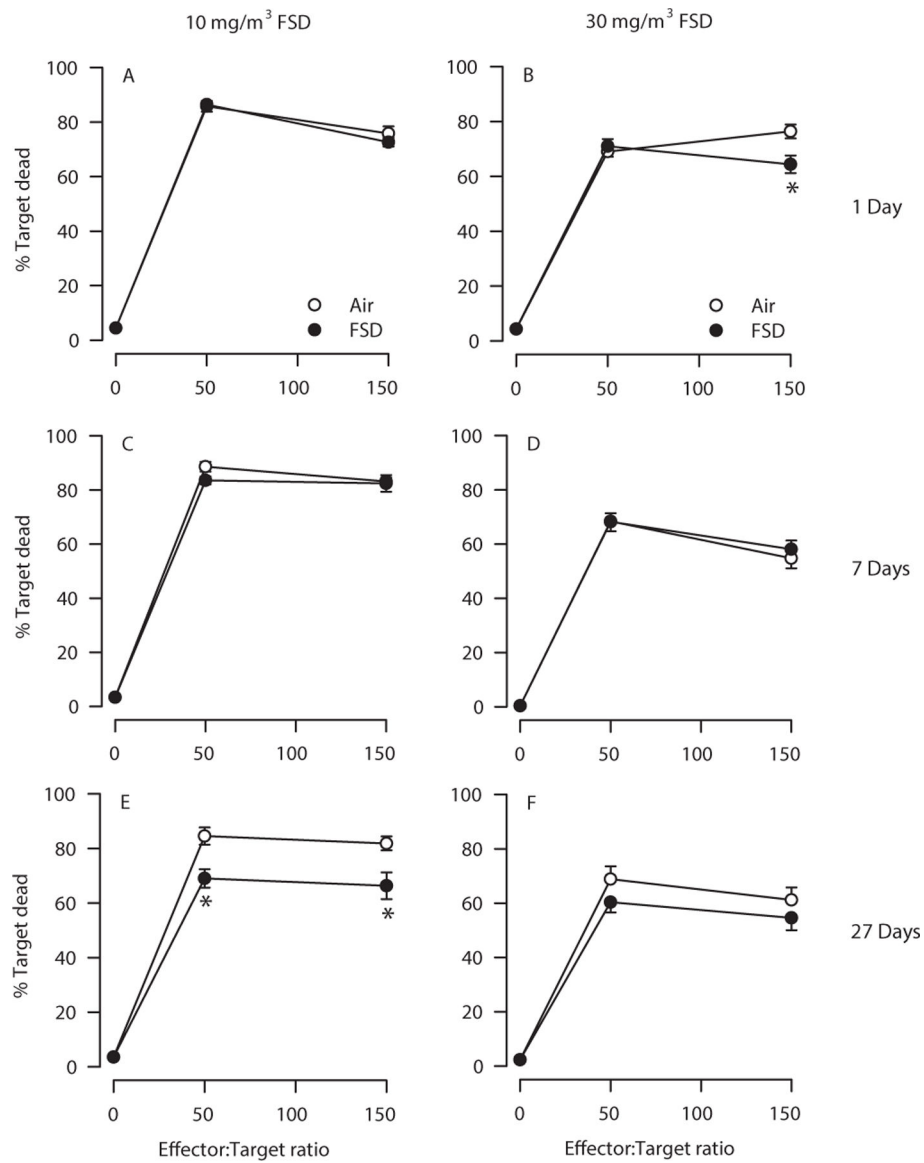 10 mg/m³ FSD
30 mg/m³ FSD
A
100
80
60
40
20
0
% Target dead
Air
FSD
0 50 100 150
B
100
80
60
40
20
0
*
Air
FSD
0 50 100 150
1 Day
C
100
80
60
40
20
0
% Target dead
0 50 100 150
D
100
80
60
40
20
0
0 50 100 150
7 Days
E
100
80
60
40
20
0
% Target dead
* *
0 50 100 150
Effector:Target ratio
F
100
80
60
40
20
0
0 50 100 150
Effector:Target ratio
27 Days